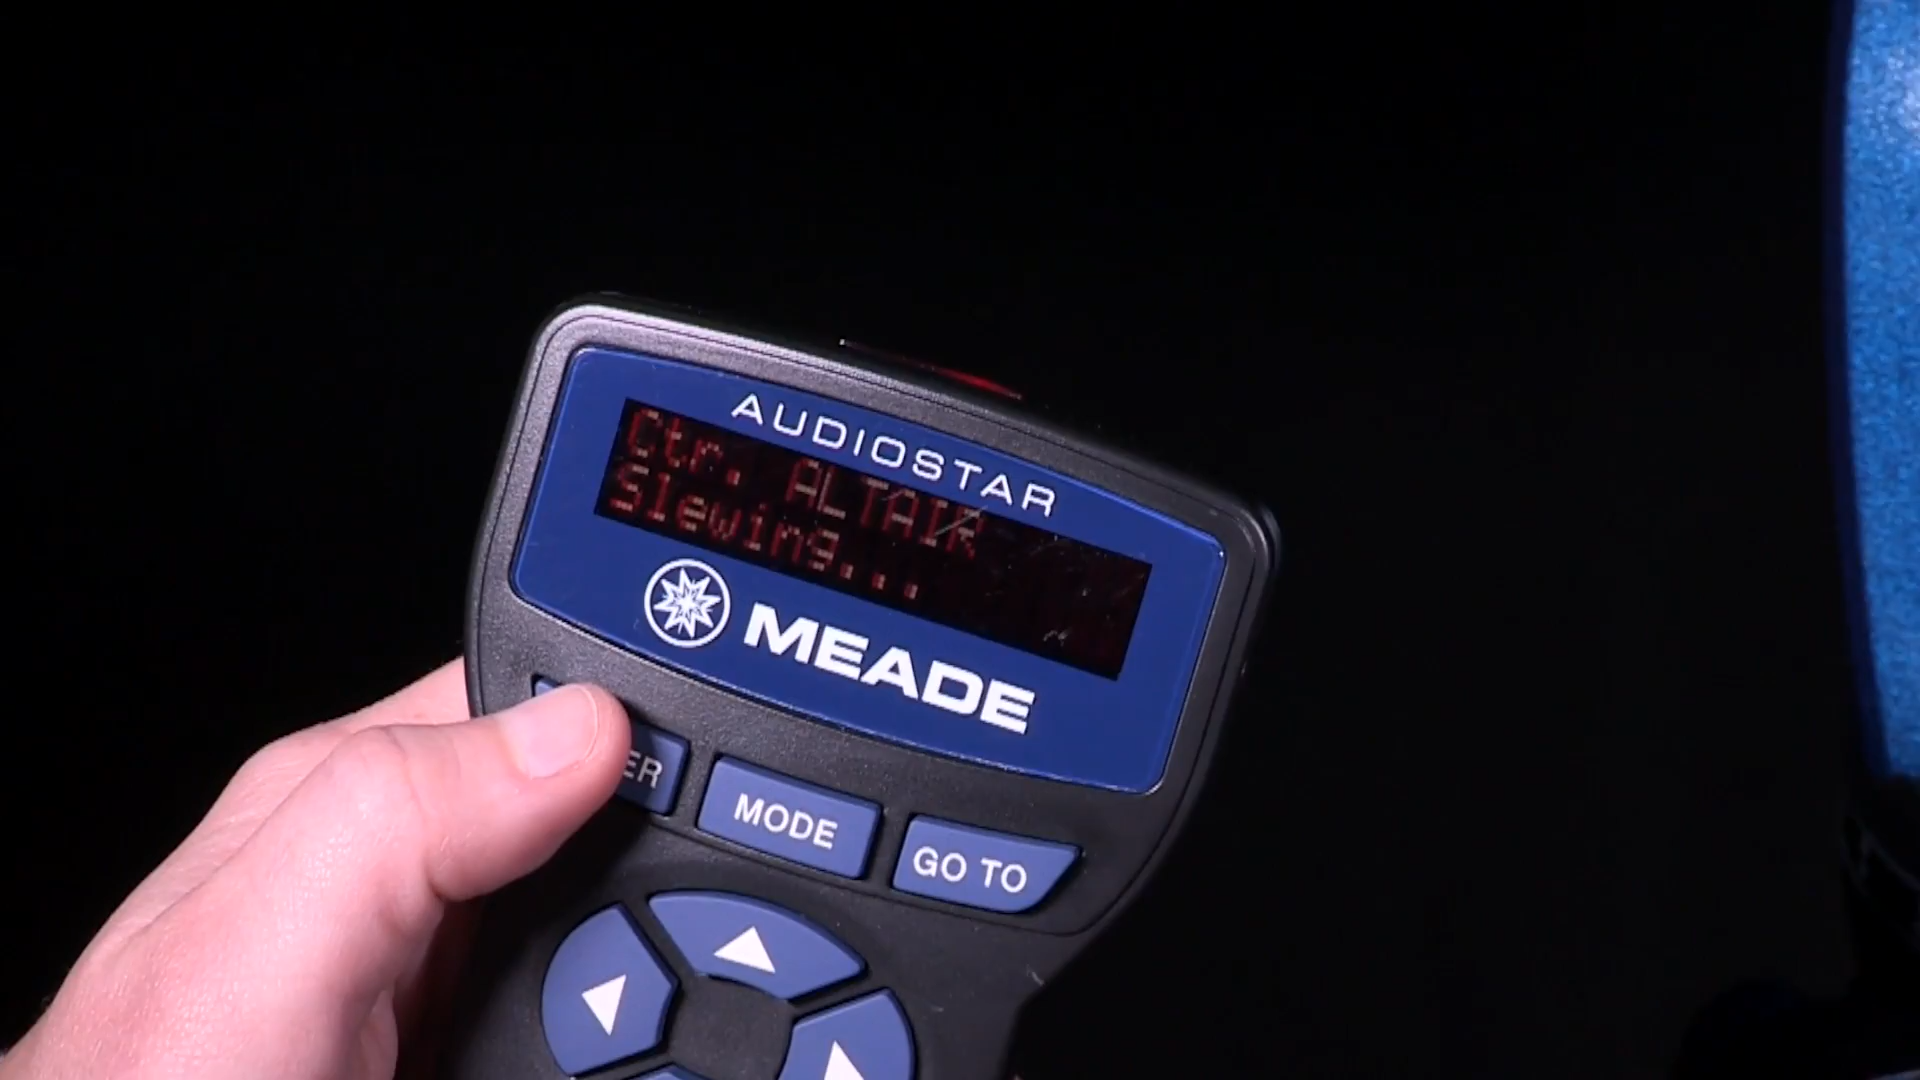 AUDIOSTAR
Ctr. ALTAIR
Slewing...
MEADE
MODE
GO TO